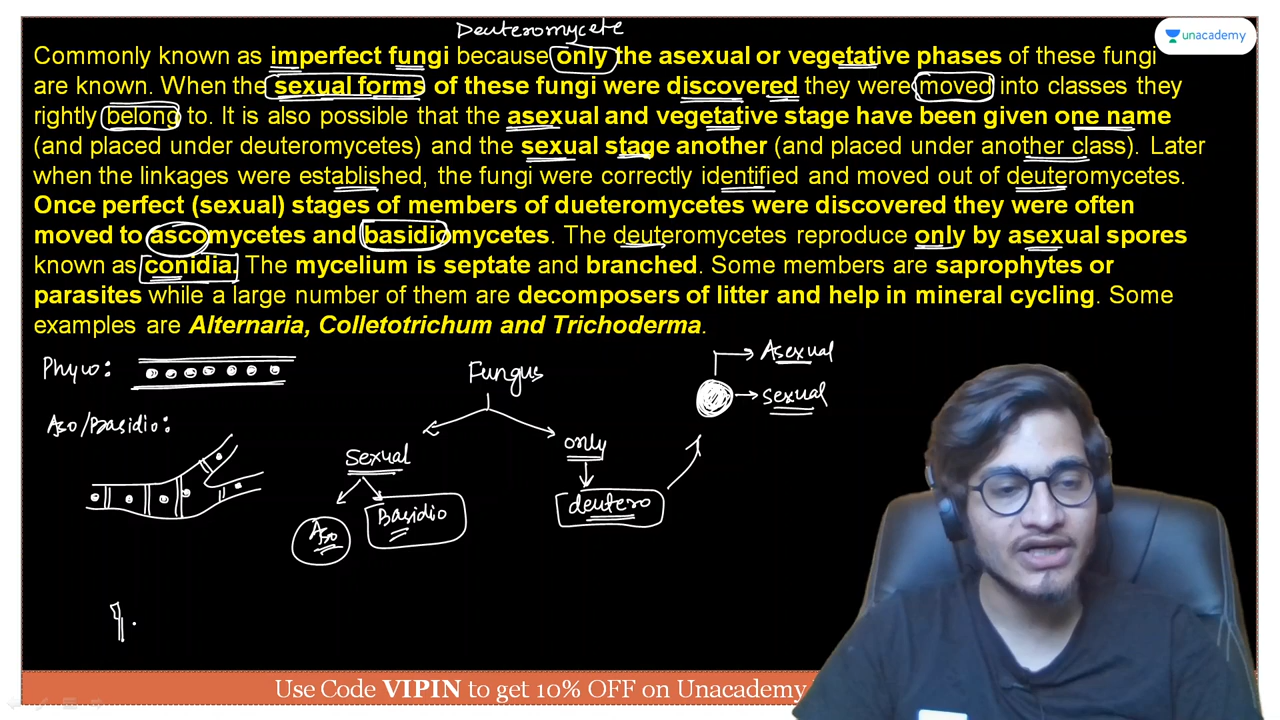 Deuteromycete
unacademy
Commonly known as imperfect fungi because only the asexual or vegetative phases of these fungi
are known. When the sexual forms of these fungi were discovered they were moved into classes they
rightly belong to. It is also possible that the asexual and vegetative stage have been given one name
(and placed under deuteromycetes) and the sexual stage another (and placed under another class). Later
when the linkages were established, the fungi were correctly identified and moved out of deuteromycetes.
Once perfect (sexual) stages of members of dueteromycetes were discovered they were often
moved to ascomycetes and basidiomycetes. The deuteromycetes reproduce only by asexual spores
known as conidia. The mycelium is septate and branched. Some members are saprophytes or
parasites while a large number of them are decomposers of litter and help in mineral cycling. Some
examples are Alternaria, Colletotrichum and Trichoderma.
Phyco:
Fungus
Asexual
sexual
Aso/Basidio:
Sexual
only
Aso
Basidio
deutero
Use Code VIPIN to get 10% OFF on Unacademy